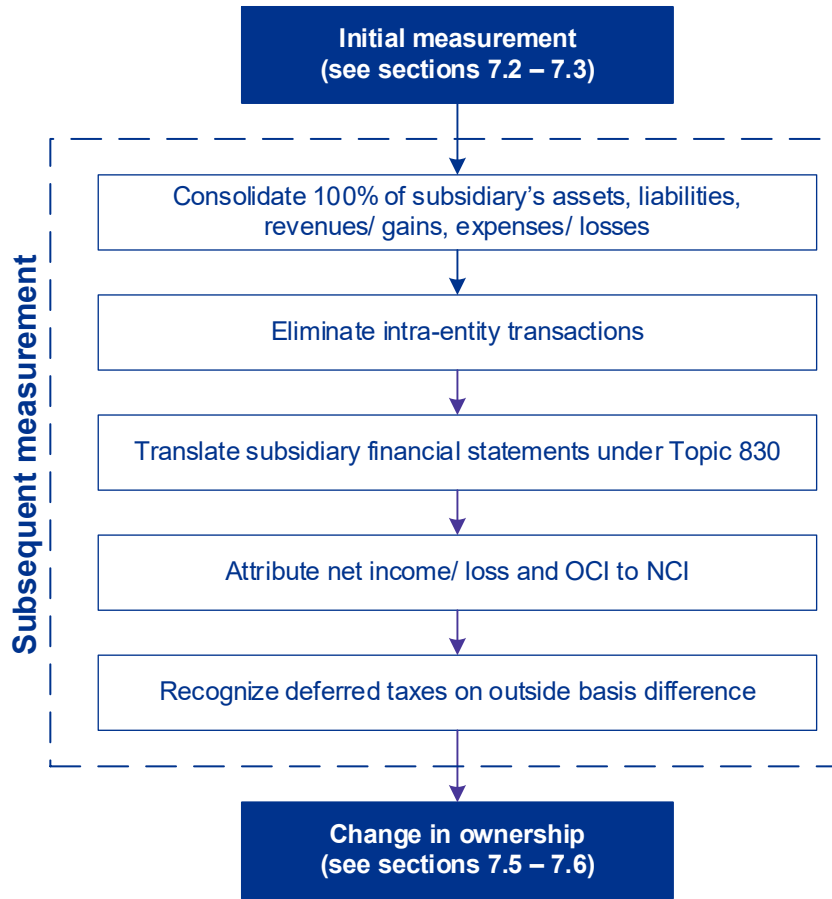 Initial measurement
(see sections 7.2 – 7.3)
Subsequent measurement
Consolidate 100% of subsidiary’s assets, liabilities,
revenues/ gains, expenses/ losses
Eliminate intra-entity transactions
Translate subsidiary financial statements under Topic 830
Attribute net income/ loss and OCI to NCI
Recognize deferred taxes on outside basis difference
Change in ownership
(see sections 7.5 – 7.6)